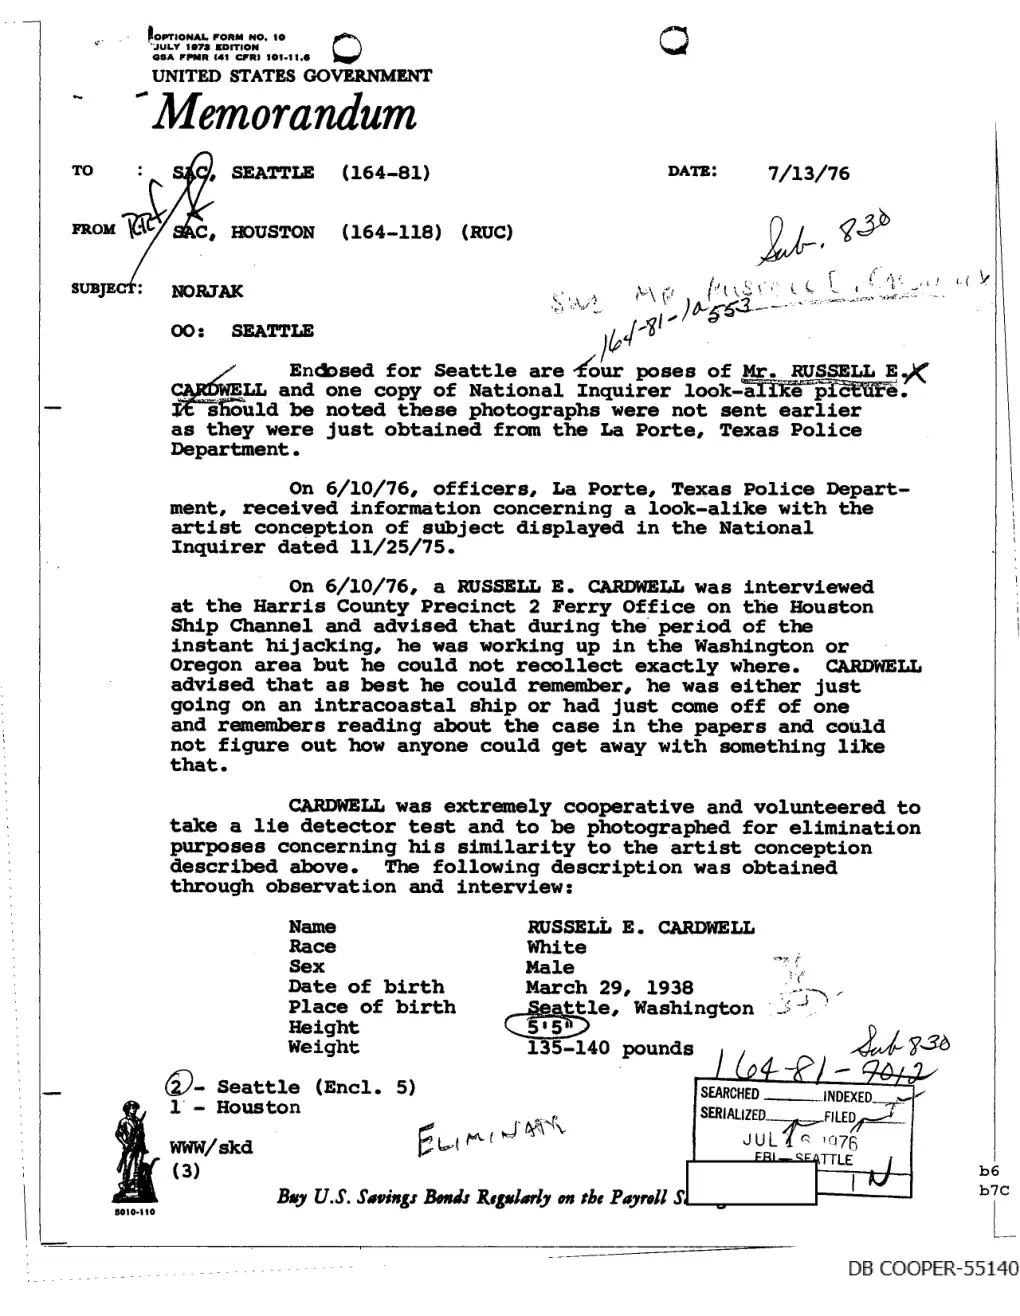 OPTIONAL FORM NO. 10
JULY 1973 EDITION
GSA FPMR (41 CFR) 101-11.6
UNITED STATES GOVERNMENT
Memorandum
TO : SAC, SEATTLE (164-81) DATE: 7/13/76
FROM SAC, HOUSTON (164-118) (RUC)
Sub. 830
SUBJECT: NORJAK
164-81-1a553
OO: SEATTLE
Enclosed for Seattle are four poses of Mr. RUSSELL E.
CARDWELL and one copy of National Inquirer look-alike picture.
It should be noted these photographs were not sent earlier
as they were just obtained from the La Porte, Texas Police
Department.
On 6/10/76, officers, La Porte, Texas Police Depart-
ment, received information concerning a look-alike with the
artist conception of subject displayed in the National
Inquirer dated 11/25/75.
On 6/10/76, a RUSSELL E. CARDWELL was interviewed
at the Harris County Precinct 2 Ferry Office on the Houston
Ship Channel and advised that during the period of the
instant hijacking, he was working up in the Washington or
Oregon area but he could not recollect exactly where. CARDWELL
advised that as best he could remember, he was either just
going on an intracoastal ship or had just come off of one
and remembers reading about the case in the papers and could
not figure out how anyone could get away with something like
that.
CARDWELL was extremely cooperative and volunteered to
take a lie detector test and to be photographed for elimination
purposes concerning his similarity to the artist conception
described above. The following description was obtained
through observation and interview:
Name RUSSELL E. CARDWELL
Race White
Sex Male
Date of birth March 29, 1938
Place of birth Seattle, Washington
Height 5'5"
Weight 135-140 pounds
Sub 830
164-81-7012
2 - Seattle (Encl. 5)
1 - Houston
SEARCHED INDEXED
SERIALIZED FILED
JUL 1976
FBI—SEATTLE
WWW/skd
(3)
ELIMINATE
b6
b7C
Buy U.S. Savings Bonds Regularly on the Payroll
5010-110
DB COOPER-55140